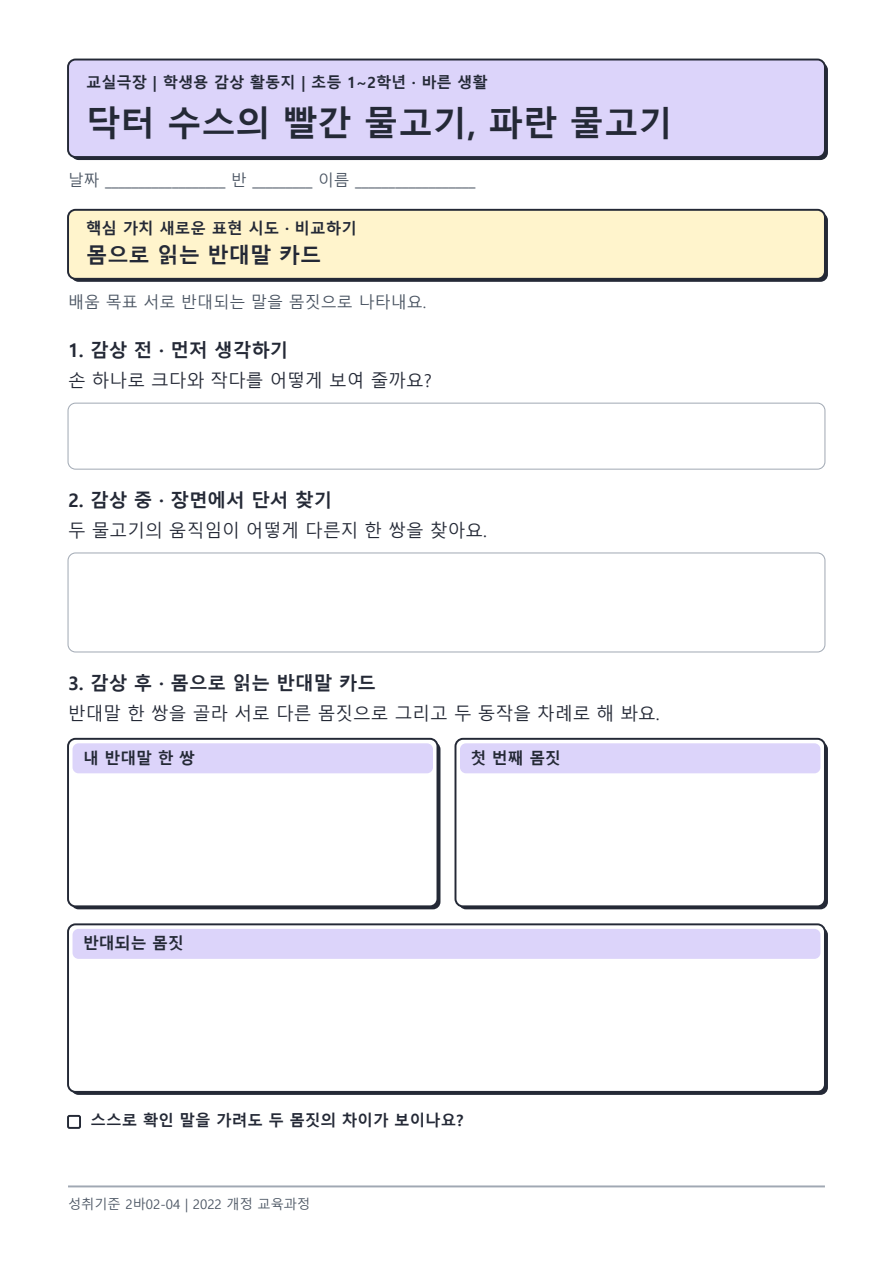 교실극장 | 학생용 감상 활동지 | 초등 1~2학년 · 바른 생활
닥터 수스의 빨간 물고기, 파란 물고기
날짜 _______________ 반 _______ 이름 _______________
핵심 가치 새로운 표현 시도 · 비교하기
몸으로 읽는 반대말 카드
배움 목표 서로 반대되는 말을 몸짓으로 나타내요.
1. 감상 전 · 먼저 생각하기
손 하나로 크다와 작다를 어떻게 보여 줄까요?
2. 감상 중 · 장면에서 단서 찾기
두 물고기의 움직임이 어떻게 다른지 한 쌍을 찾아요.
3. 감상 후 · 몸으로 읽는 반대말 카드
반대말 한 쌍을 골라 서로 다른 몸짓으로 그리고 두 동작을 차례로 해 봐요.
내 반대말 한 쌍
첫 번째 몸짓
반대되는 몸짓
스스로 확인 말을 가려도 두 몸짓의 차이가 보이나요?
성취기준 2바02-04 | 2022 개정 교육과정